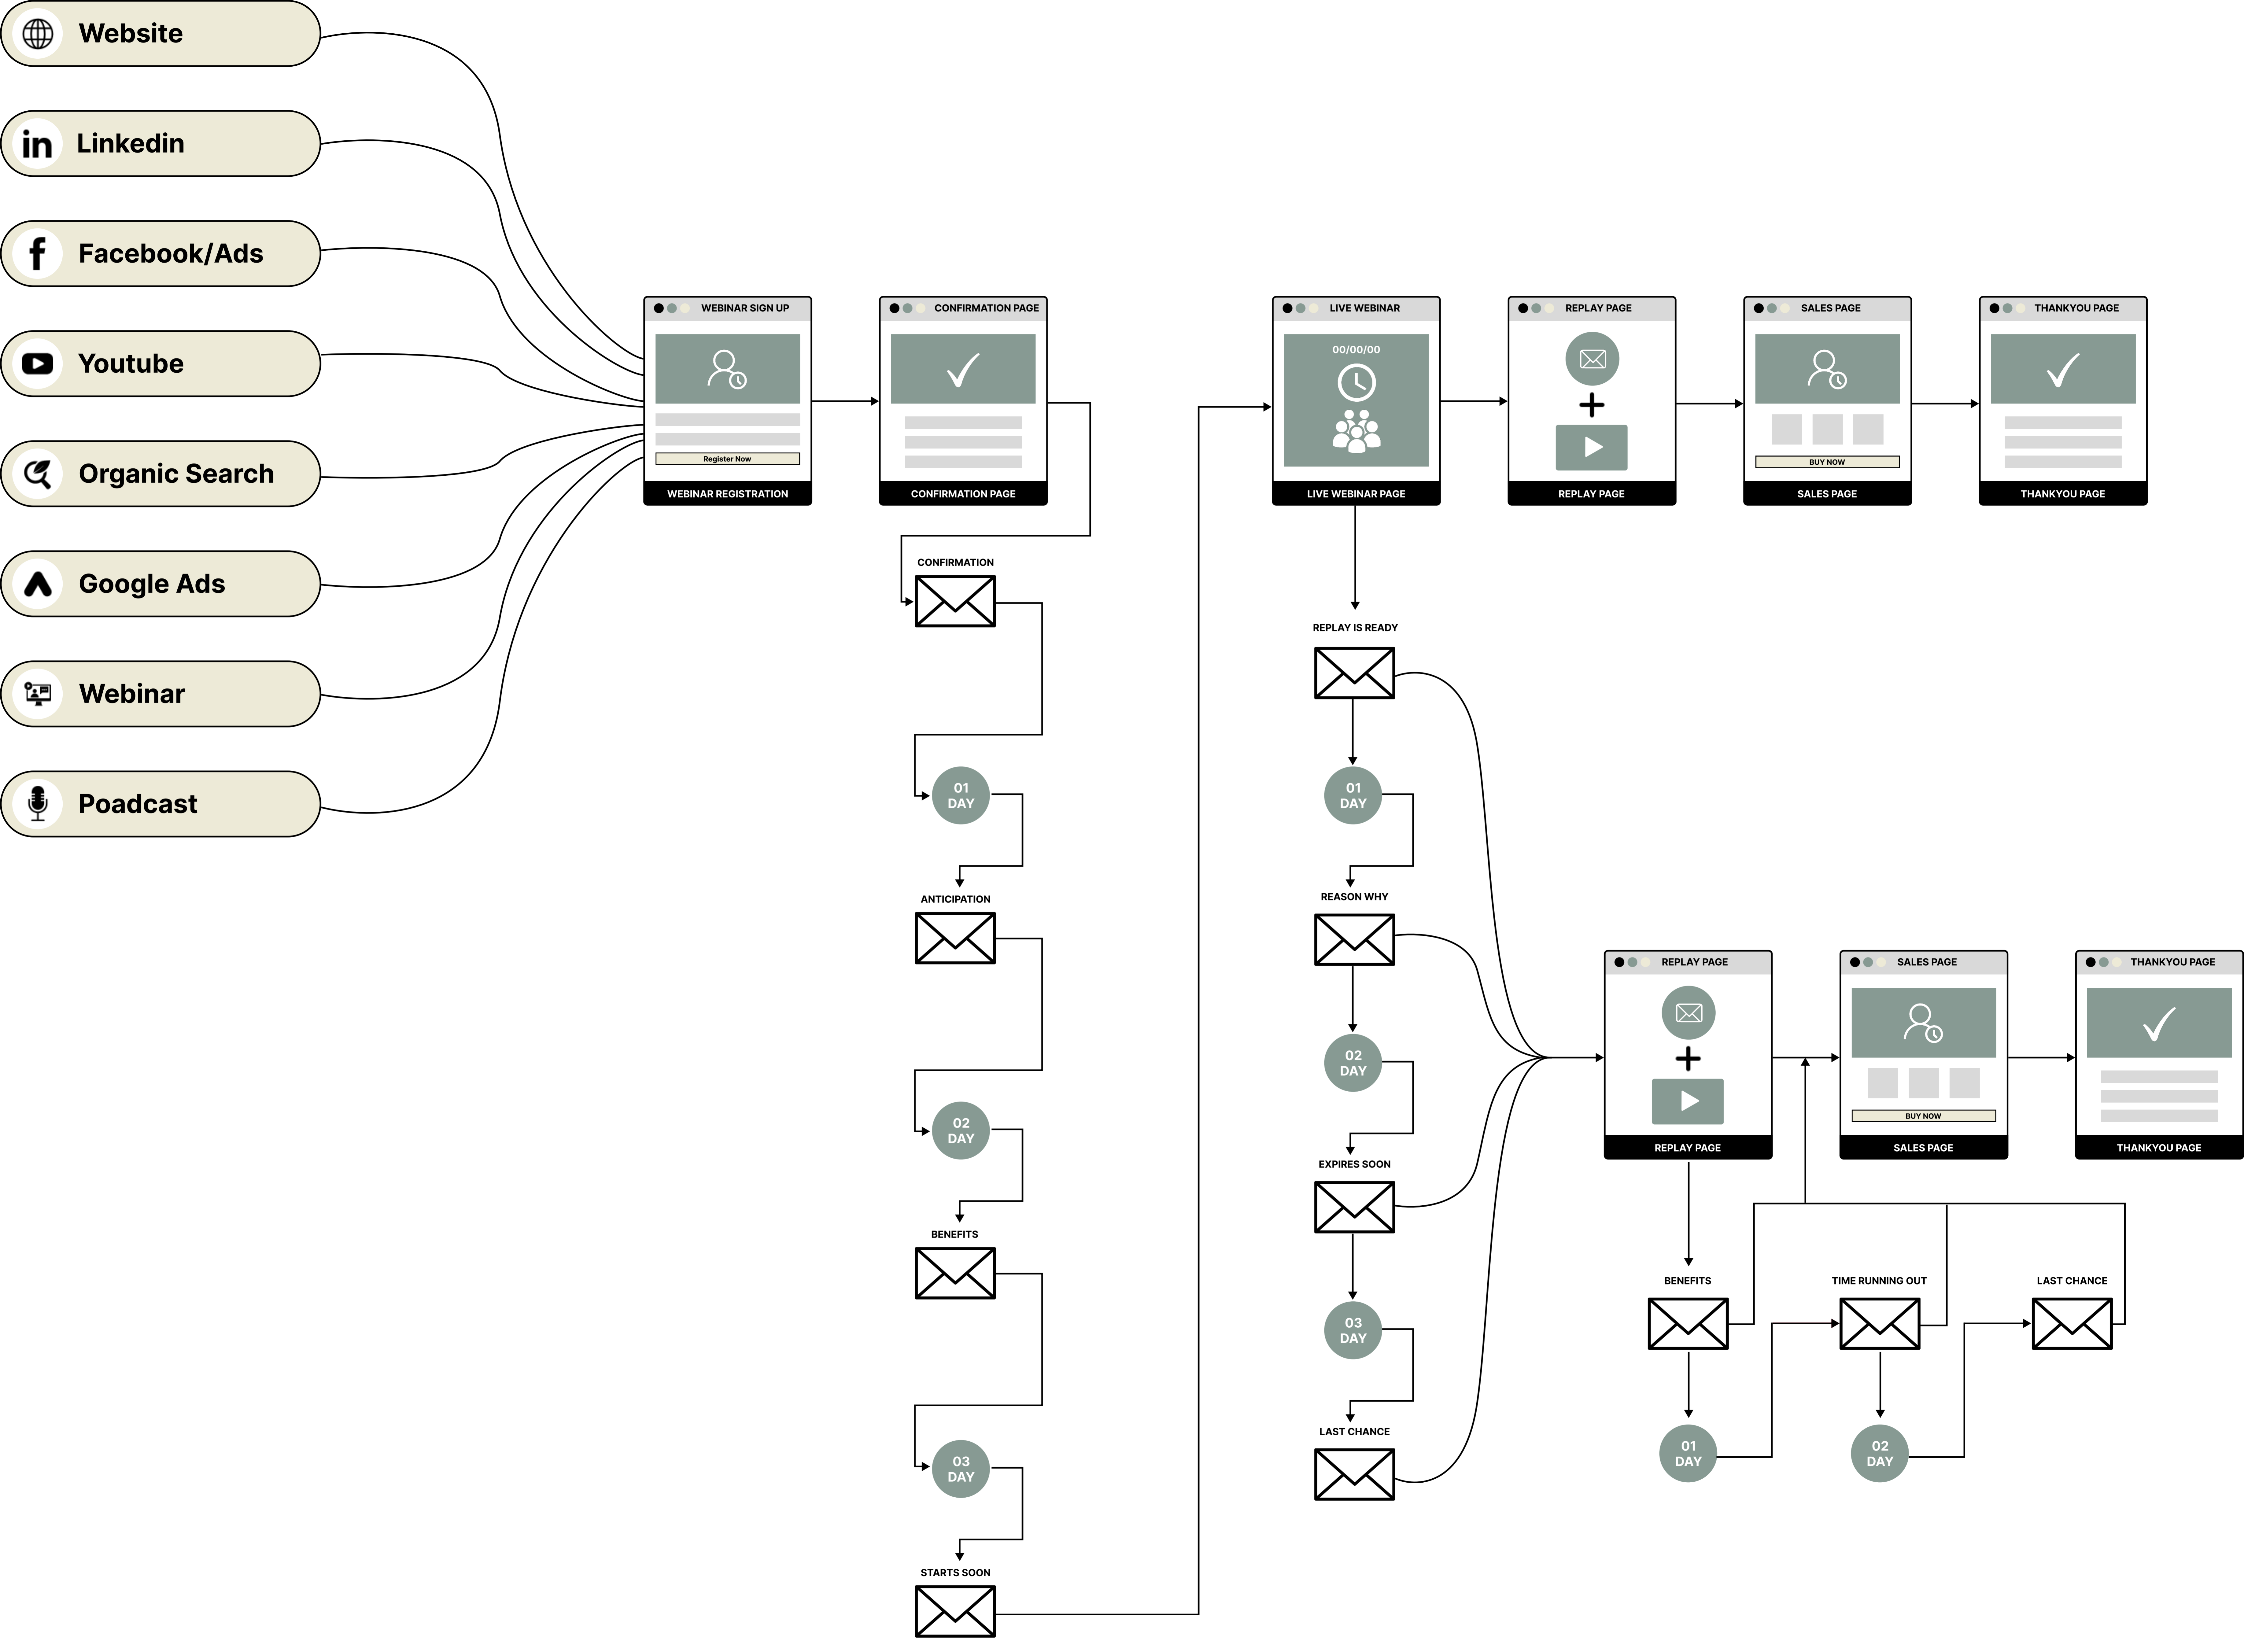 Website
Linkedin
Facebook/Ads
Youtube
Organic Search
Google Ads
Webinar
Poadcast
WEBINAR SIGN UP
Register Now
WEBINAR REGISTRATION
CONFIRMATION PAGE
CONFIRMATION PAGE
CONFIRMATION
01
DAY
ANTICIPATION
02
DAY
BENEFITS
03
DAY
STARTS SOON
LIVE WEBINAR
00/00/00
LIVE WEBINAR PAGE
REPLAY PAGE
REPLAY PAGE
SALES PAGE
BUY NOW
SALES PAGE
THANKYOU PAGE
THANKYOU PAGE
REPLAY IS READY
01
DAY
REASON WHY
02
DAY
EXPIRES SOON
03
DAY
LAST CHANCE
REPLAY PAGE
REPLAY PAGE
SALES PAGE
BUY NOW
SALES PAGE
THANKYOU PAGE
THANKYOU PAGE
BENEFITS
01
DAY
TIME RUNNING OUT
02
DAY
LAST CHANCE